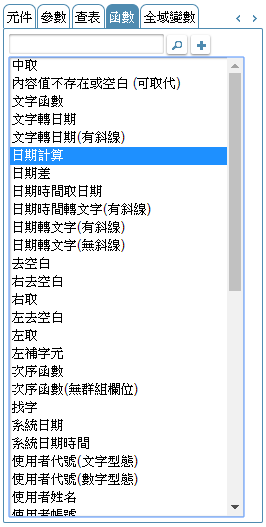 元件 參數 查表 函數 全域變數
中取
內容值不存在或空白 (可取代)
文字函數
文字轉日期
文字轉日期(有斜線)
日期計算
日期差
日期時間取日期
日期時間轉文字(有斜線)
日期轉文字(有斜線)
日期轉文字(無斜線)
去空白
右去空白
右取
左去空白
左取
左補字元
次序函數
次序函數(無群組欄位)
找字
系統日期
系統日期時間
使用者代號(文字型態)
使用者代號(數字型態)
使用者姓名
使用者帳號